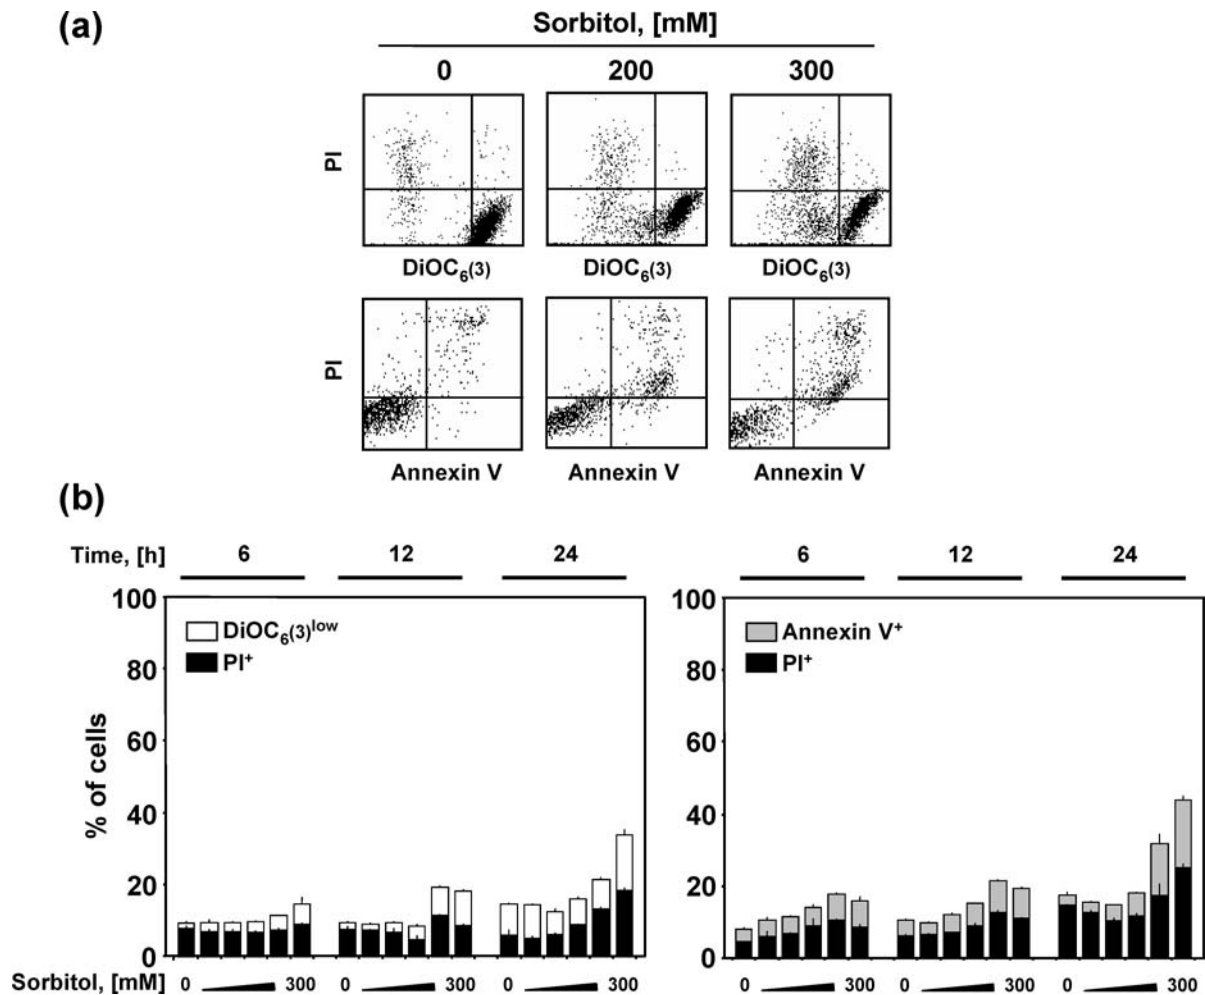 (a)
Sorbitol, [mM]
0 200 300
PI
DiOC6(3) DiOC6(3) DiOC6(3)
PI
Annexin V Annexin V Annexin V
(b)
Time, [h] 6 12 24 6 12 24
% of cells
100 100
80 80
60 60
40 40
20 20
0 0
DiOC6(3)low
PI+
Annexin V+
PI+
Sorbitol, [mM] 0 300 0 300 0 300 0 300 0 300 0 300